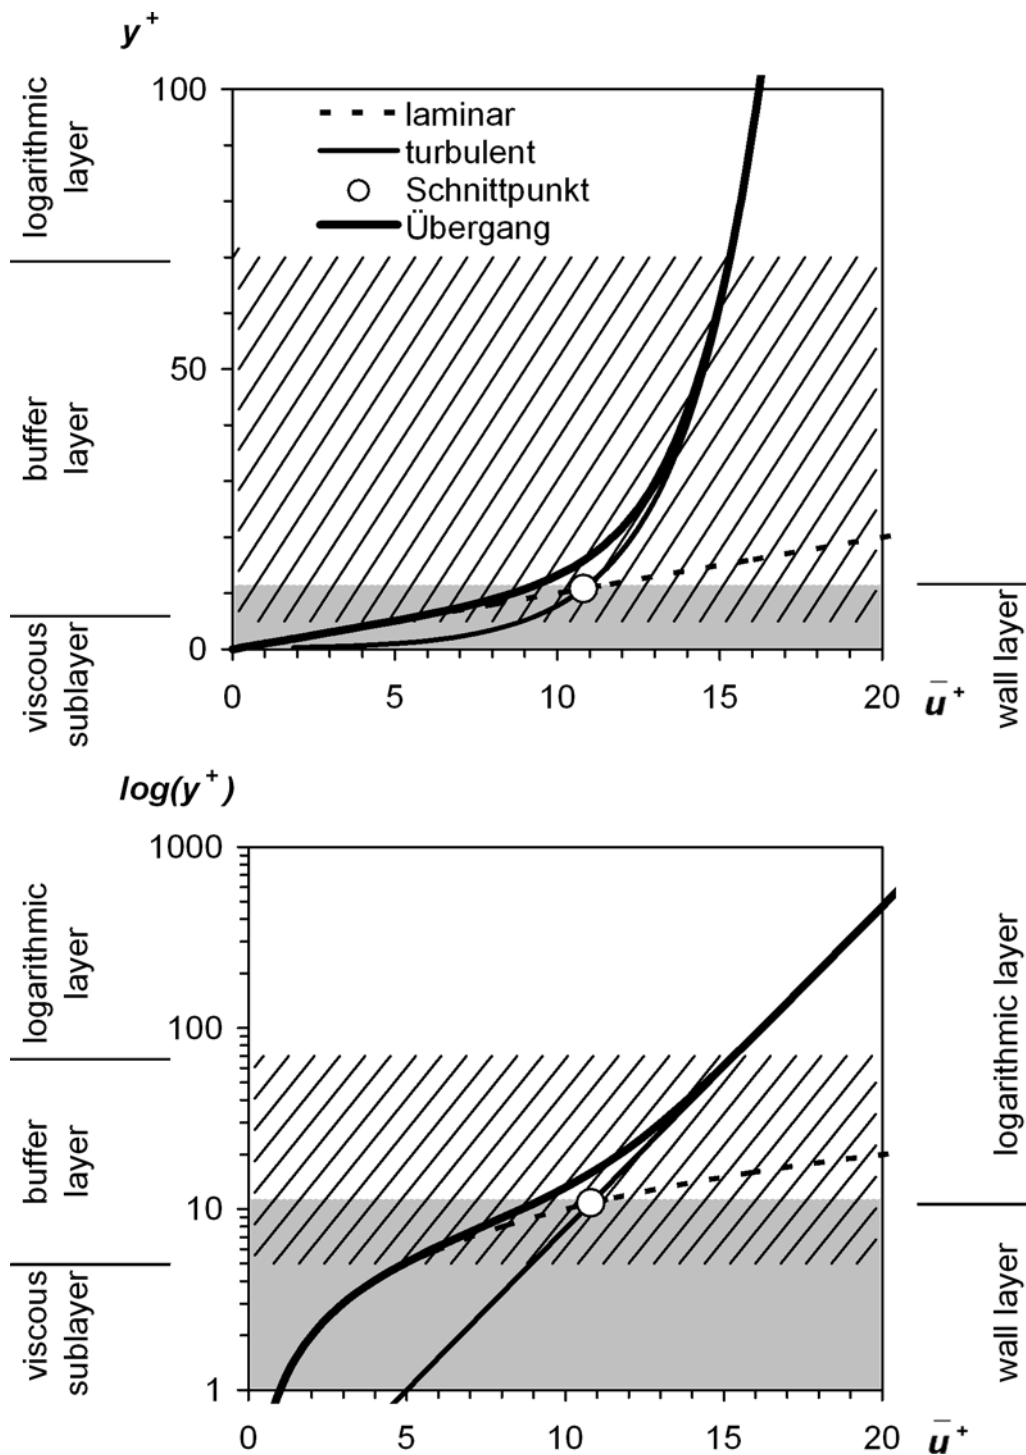 y +
logarithmic
layer
buffer
layer
viscous
sublayer
100
50
0
laminar
turbulent
Schnittpunkt
Übergang
0 5 10 15 20
u̅ +
wall layer
log(y +)
logarithmic
layer
buffer
layer
viscous
sublayer
1000
100
10
1
0 5 10 15 20
u̅ +
logarithmic layer
wall layer